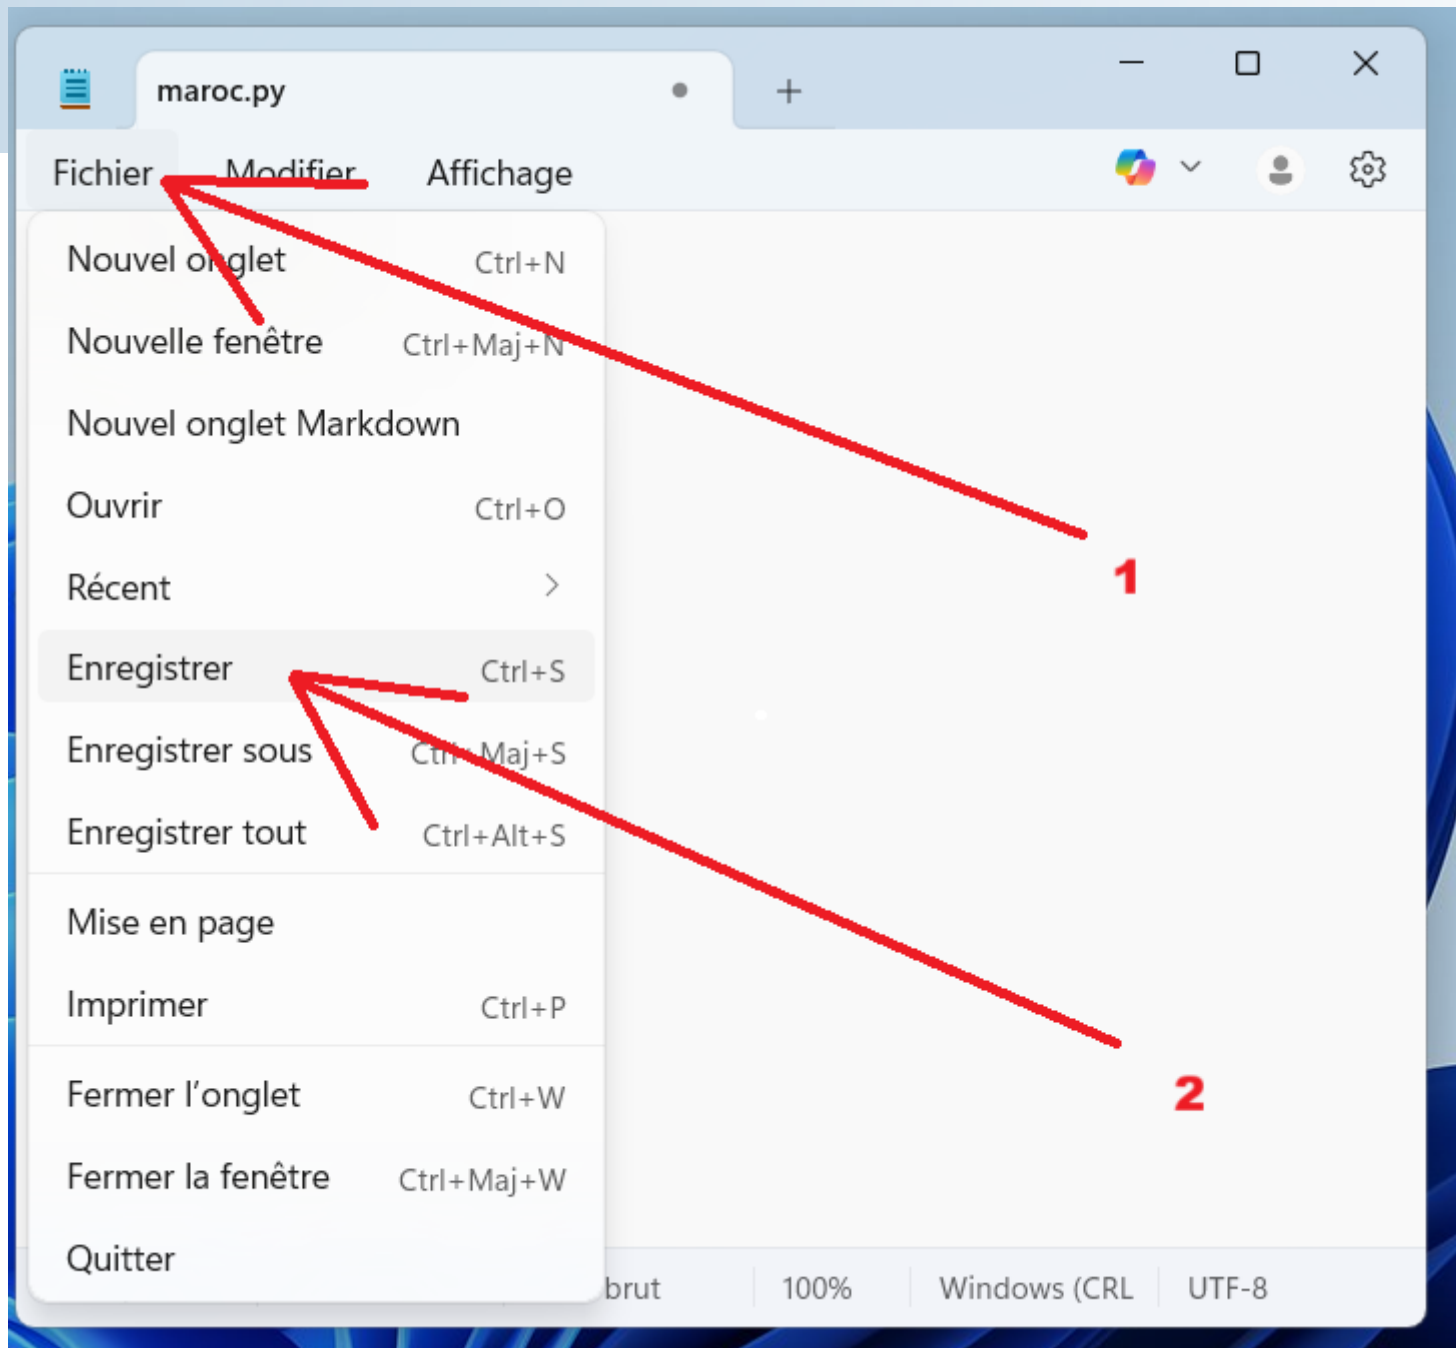 maroc.py
Fichier Modifier Affichage
Nouvel onglet Ctrl+N
Nouvelle fenêtre Ctrl+Maj+N
Nouvel onglet Markdown
Ouvrir Ctrl+O
Récent
1
Enregistrer Ctrl+S
Enregistrer sous Ctrl+Maj+S
Enregistrer tout Ctrl+Alt+S
Mise en page
Imprimer Ctrl+P
2
Fermer l’onglet Ctrl+W
Fermer la fenêtre Ctrl+Maj+W
Quitter
brut 100% Windows (CRL UTF-8